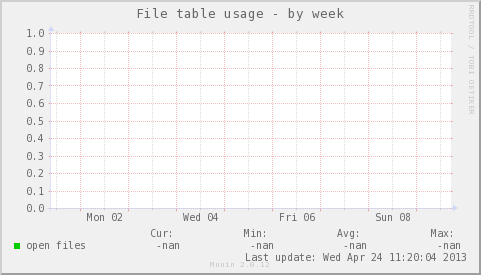 File table usage - by week
RRDTOOL / TOBI OETIKER
1.0
0.9
0.8
0.7
0.6
0.5
0.4
0.3
0.2
0.1
0.0
Mon 02 Wed 04 Fri 06 Sun 08
Cur: Min: Avg: Max:
open files -nan -nan -nan -nan
Last update: Wed Apr 24 11:20:04 2013
Munin 2.0.12